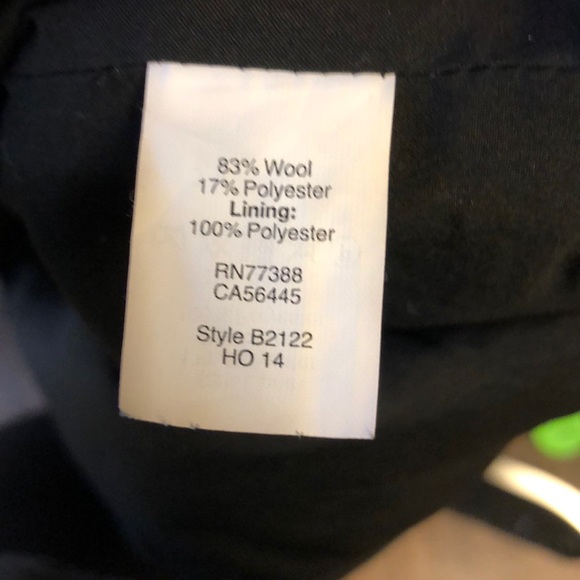 83% Wool
17% Polyester
Lining:
100% Polyester
RN77388
CA56445
Style B2122
HO 14